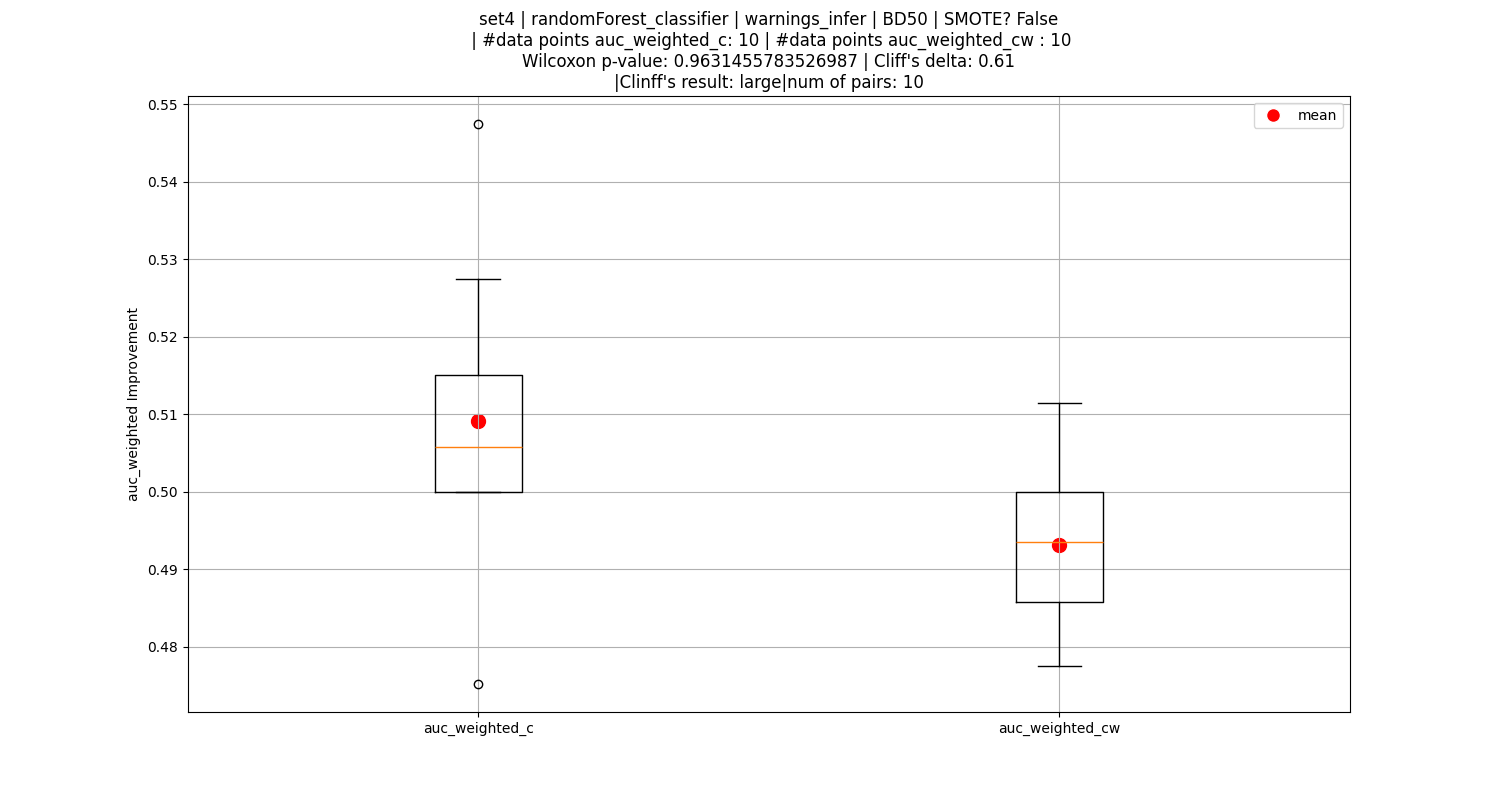 set4 | randomForest_classifier | warnings_infer | BD50 | SMOTE? False
| #data points auc_weighted_c: 10 | #data points auc_weighted_cw : 10
Wilcoxon p-value: 0.9631455783526987 | Cliff's delta: 0.61
|Clinff's result: large|num of pairs: 10
mean
auc_weighted Improvement
0.55
0.54
0.53
0.52
0.51
0.50
0.49
0.48
auc_weighted_c
auc_weighted_cw